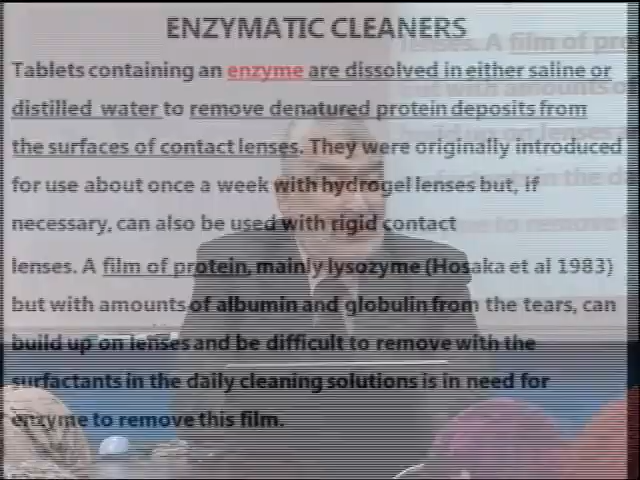 ENZYMATIC CLEANERS
Tablets containing an enzyme are dissolved in either saline or
distilled water to remove denatured protein deposits from
the surfaces of contact lenses. They were originally introduced
for use about once a week with hydrogel lenses but, if
necessary, can also be used with rigid contact
lenses. A film of protein, mainly lysozyme (Hosaka et al 1983)
but with amounts of albumin and globulin from the tears, can
build up on lenses and be difficult to remove with the
surfactants in the daily cleaning solutions is in need for
enzyme to remove this film.